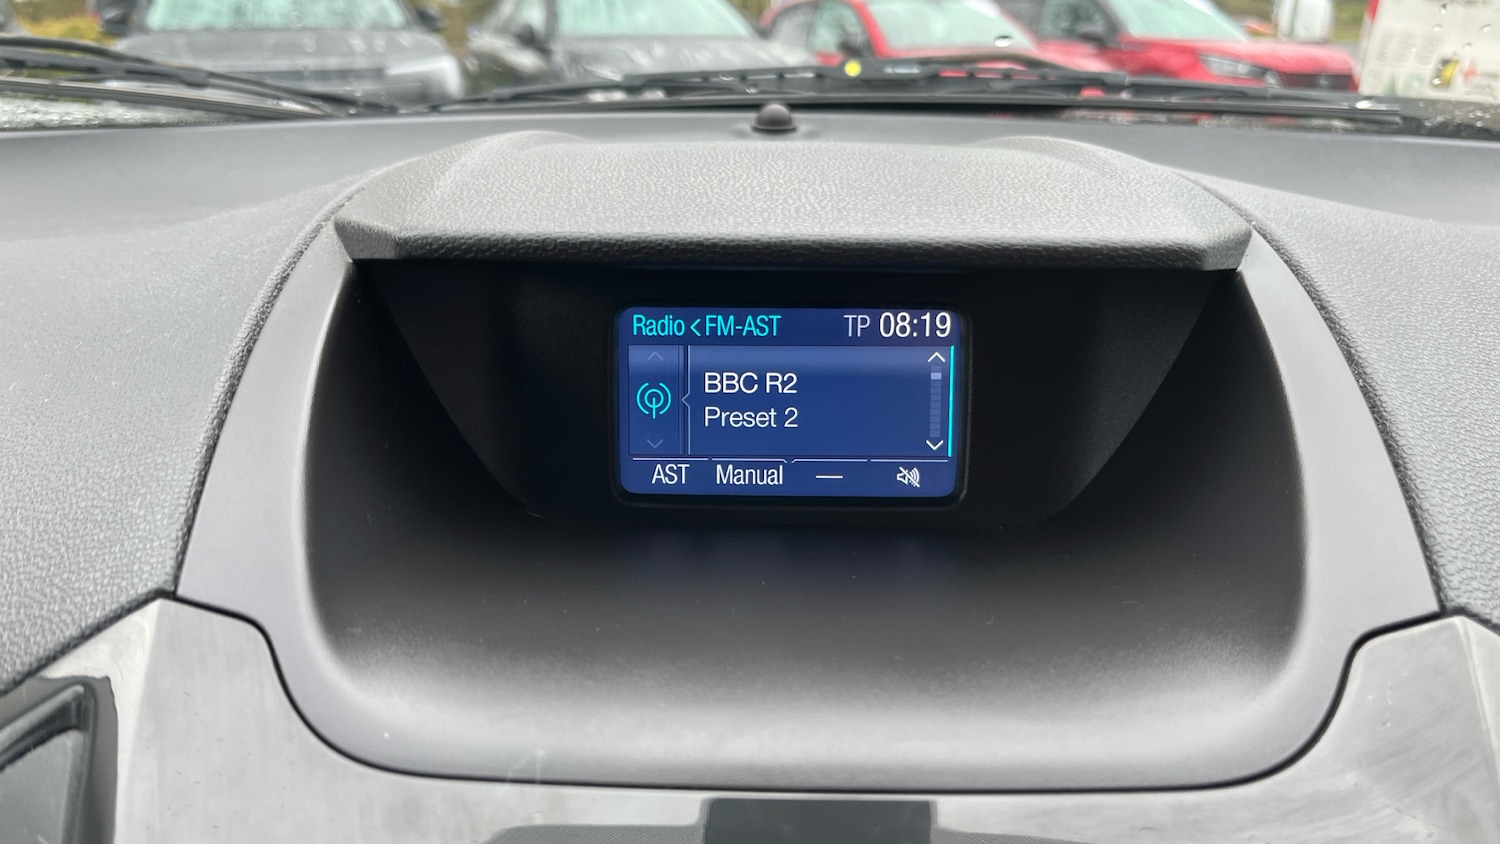 Radio < FM-AST TP 08:19
BBC R2
Preset 2
AST Manual —